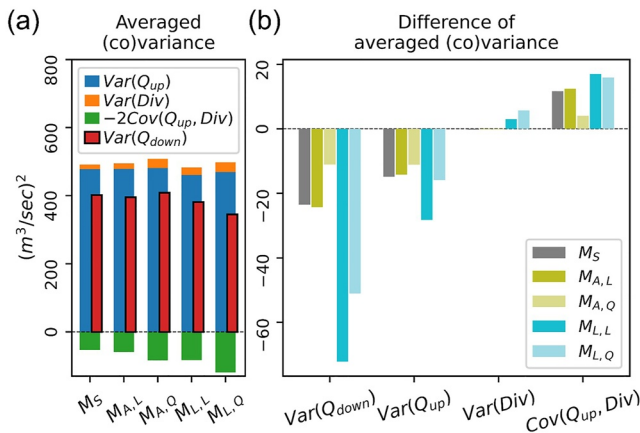 (a)
Averaged
(co)variance
800
600
400
200
0
(m³/sec)²
Var(Q_up)
Var(Div)
−2Cov(Q_up, Div)
Var(Q_down)
M_S
M_A,L
M_A,Q
M_L,L
M_L,Q
(b)
Difference of
averaged (co)variance
20
0
−20
−40
−60
M_S
M_A,L
M_A,Q
M_L,L
M_L,Q
Var(Q_down)
Var(Q_up)
Var(Div)
Cov(Q_up, Div)